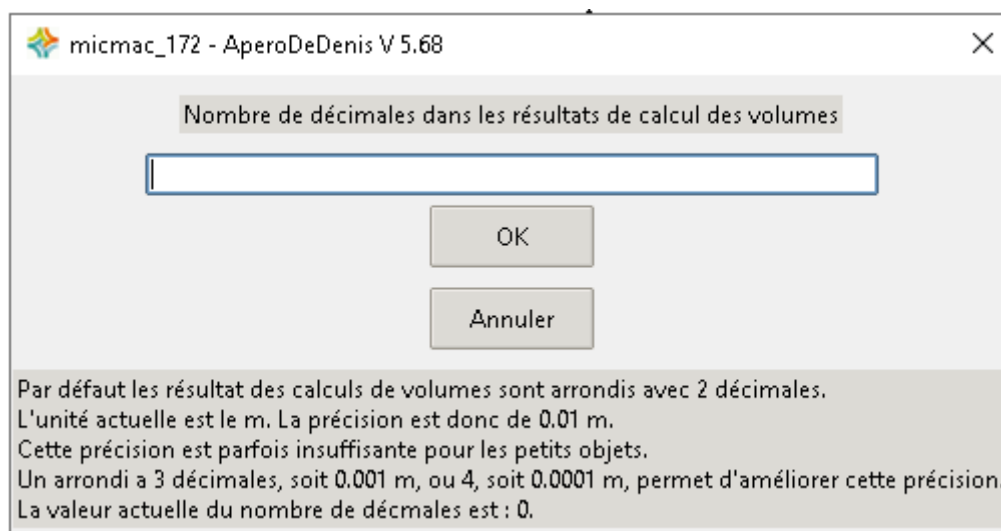 micmac_172 - AperoDeDenis V 5.68
Nombre de décimales dans les résultats de calcul des volumes
OK
Annuler
Par défaut les résultat des calculs de volumes sont arrondis avec 2 décimales.
L'unité actuelle est le m. La précision est donc de 0.01 m.
Cette précision est parfois insuffisante pour les petits objets.
Un arrondi a 3 décimales, soit 0.001 m, ou 4, soit 0.0001 m, permet d'améliorer cette précision.
La valeur actuelle du nombre de décmales est : 0.